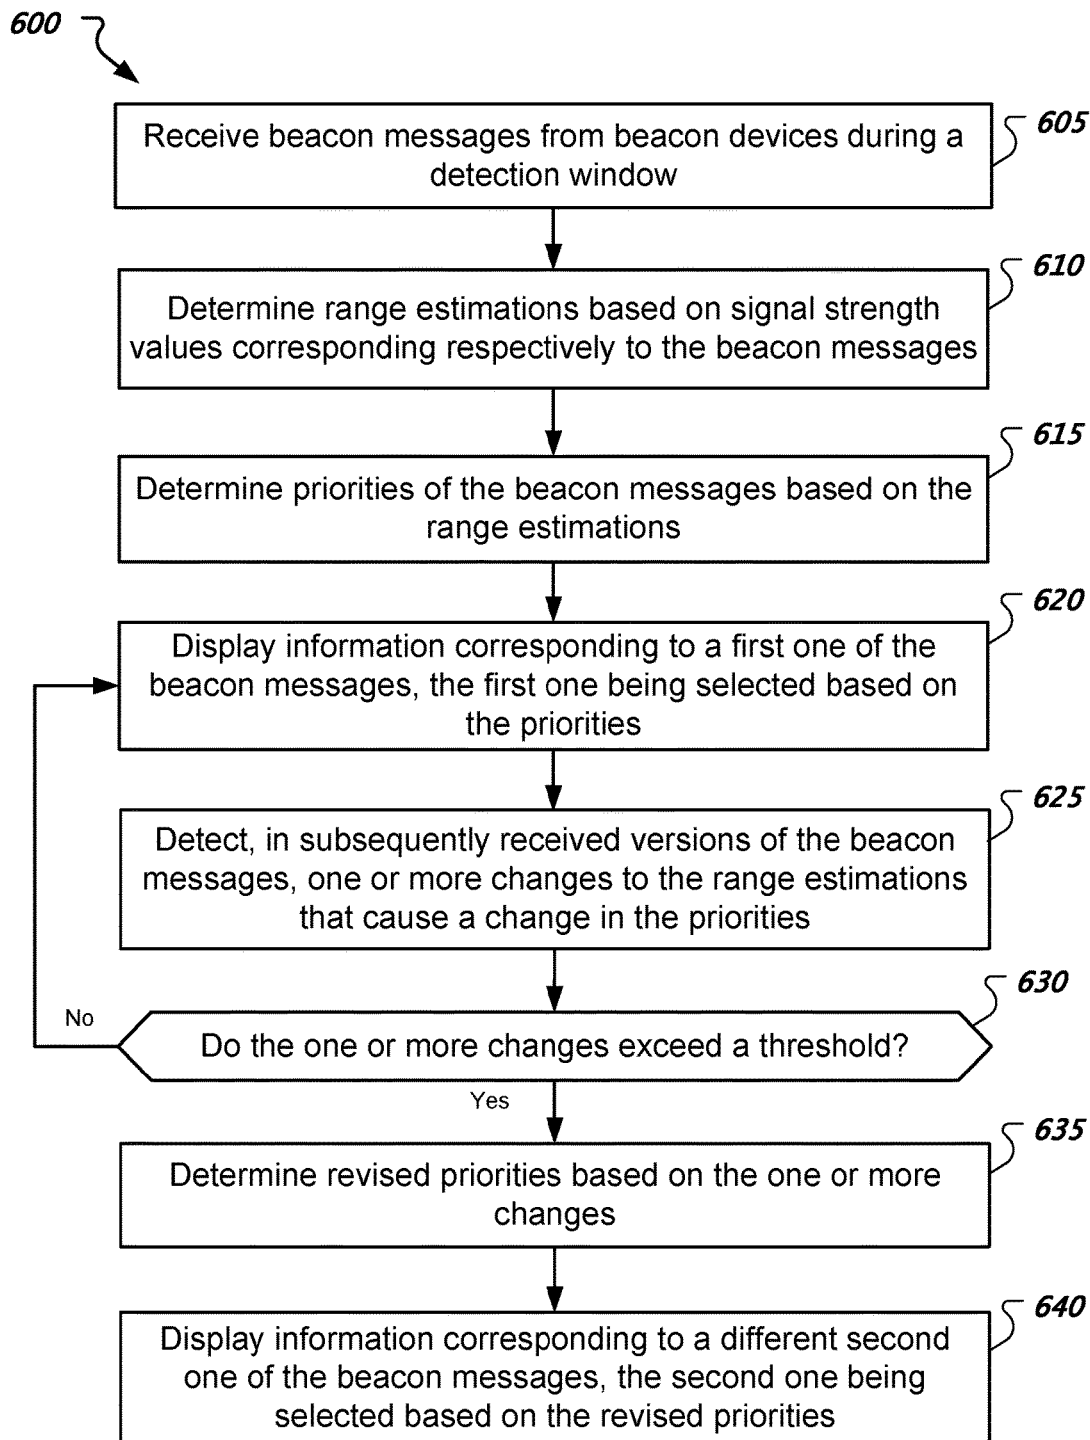 600
Receive beacon messages from beacon devices during a
detection window
605
Determine range estimations based on signal strength
values corresponding respectively to the beacon messages
610
Determine priorities of the beacon messages based on the
range estimations
615
Display information corresponding to a first one of the
beacon messages, the first one being selected based on
the priorities
620
Detect, in subsequently received versions of the beacon
messages, one or more changes to the range estimations
that cause a change in the priorities
625
Do the one or more changes exceed a threshold?
630
No
Yes
Determine revised priorities based on the one or more
changes
635
Display information corresponding to a different second
one of the beacon messages, the second one being
selected based on the revised priorities
640